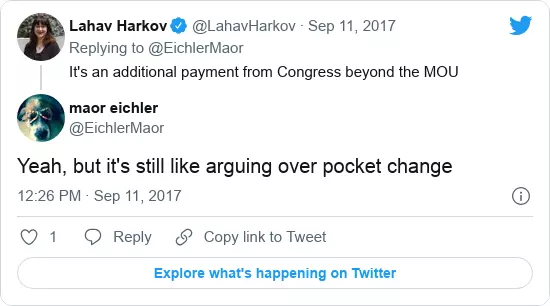 Lahav Harkov @LahavHarkov · Sep 11, 2017
Replying to @EichlerMaor
It's an additional payment from Congress beyond the MOU
maor eichler
@EichlerMaor
Yeah, but it's still like arguing over pocket change
12:26 PM · Sep 11, 2017
1 Reply Copy link to Tweet
Explore what's happening on Twitter